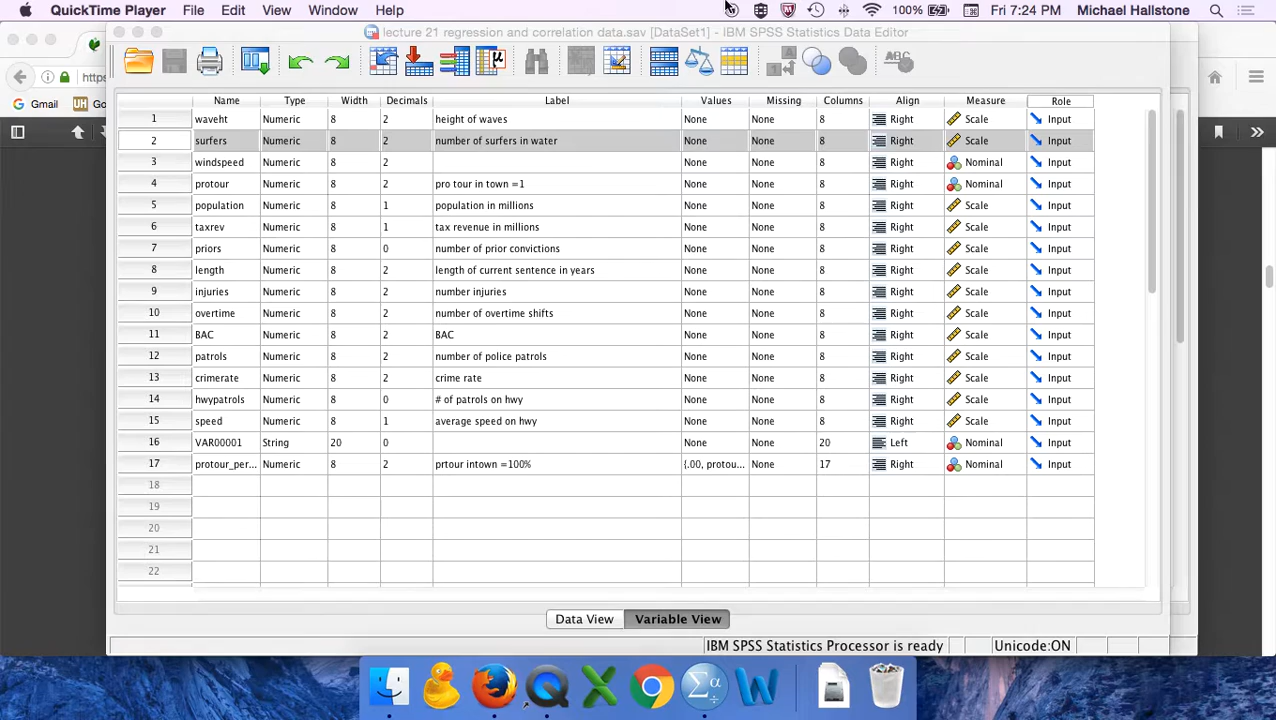 QuickTime Player File Edit View Window Help 100% Fri 7:24 PM Michael Hallstone
lecture 21 regression and correlation data.sav [DataSet1] - IBM SPSS Statistics Data Editor
https
Gmail UH Go
Name Type Width Decimals Label Values Missing Columns Align Measure Role
1 waveht Numeric 8 2 height of waves None None 8 Right Scale Input
2 surfers Numeric 8 2 number of surfers in water None None 8 Right Scale Input
3 windspeed Numeric 8 2 None None 8 Right Nominal Input
4 protour Numeric 8 2 pro tour in town =1 None None 8 Right Nominal Input
5 population Numeric 8 1 population in millions None None 8 Right Scale Input
6 taxrev Numeric 8 1 tax revenue in millions None None 8 Right Scale Input
7 priors Numeric 8 0 number of prior convictions None None 8 Right Scale Input
8 length Numeric 8 2 length of current sentence in years None None 8 Right Scale Input
9 injuries Numeric 8 2 number injuries None None 8 Right Scale Input
10 overtime Numeric 8 2 number of overtime shifts None None 8 Right Scale Input
11 BAC Numeric 8 2 BAC None None 8 Right Scale Input
12 patrols Numeric 8 2 number of police patrols None None 8 Right Scale Input
13 crimerate Numeric 8 2 crime rate None None 8 Right Scale Input
14 hwypatrols Numeric 8 0 # of patrols on hwy None None 8 Right Scale Input
15 speed Numeric 8 1 average speed on hwy None None 8 Right Scale Input
16 VAR00001 String 20 0 None None 20 Left Nominal Input
17 protour_per... Numeric 8 2 prtour intown =100% {.00, protou... None 17 Right Nominal Input
18
19
20
21
22
Data View Variable View
IBM SPSS Statistics Processor is ready Unicode:ON